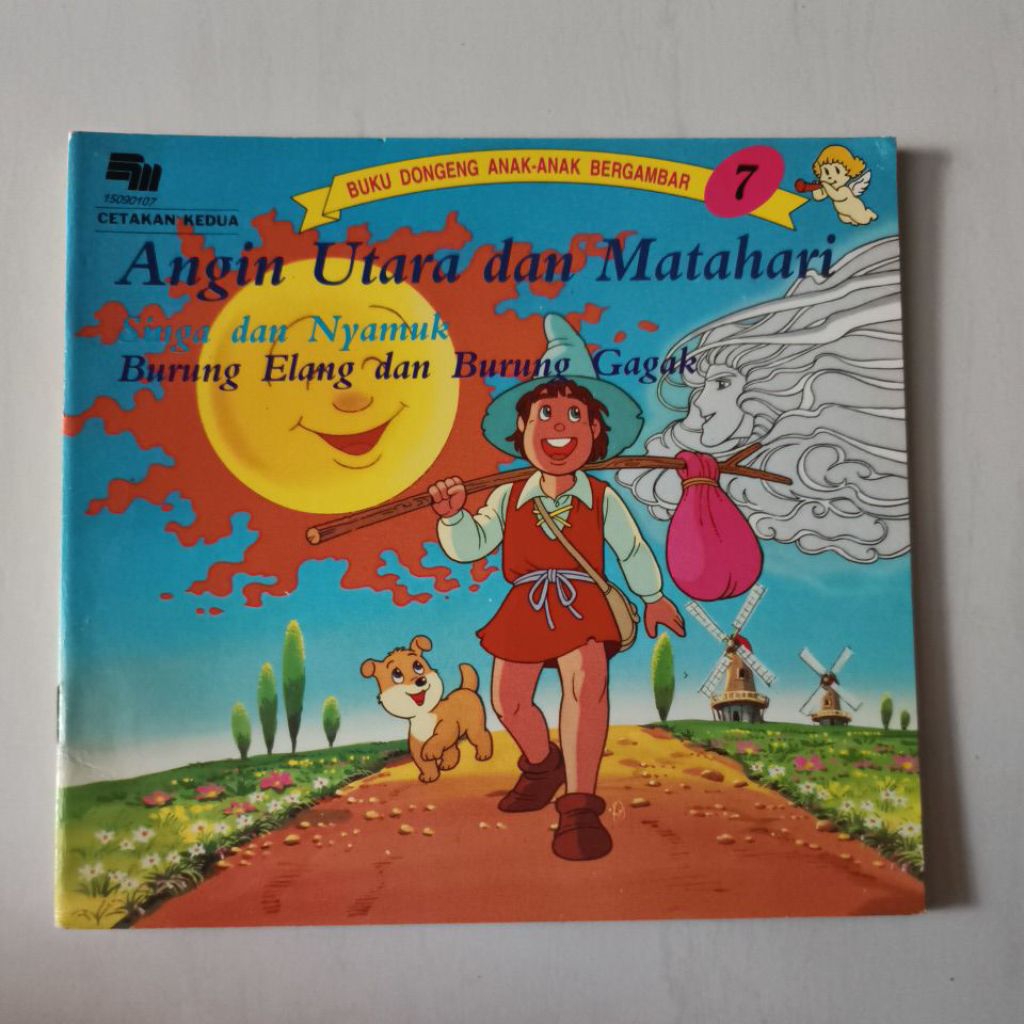 BUKU DONGENG ANAK-ANAK BERGAMBAR 7
15090107
CETAKAN KEDUA
Angin Utara dan Matahari
Singa dan Nyamuk
Burung Elang dan Burung Gagak